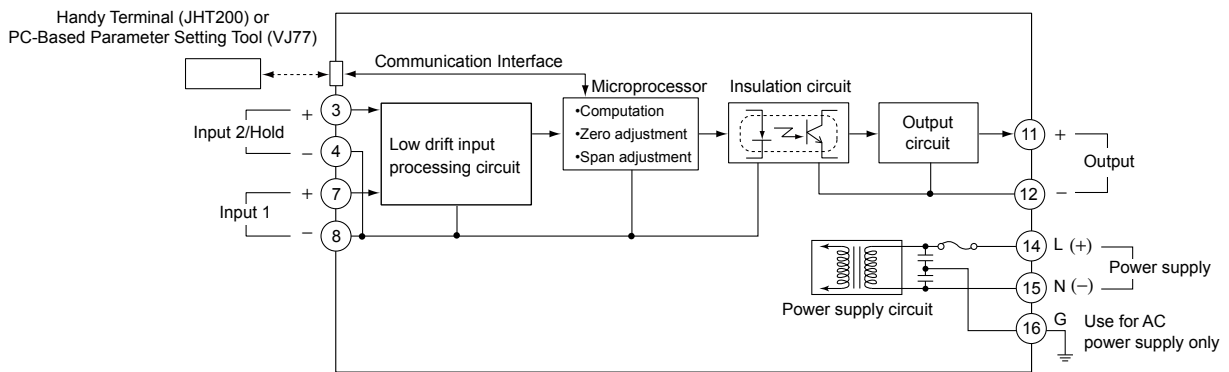 Handy Terminal (JHT200) or
PC-Based Parameter Setting Tool (VJ77)
Communication Interface
Microprocessor
Insulation circuit
3
+
Input 2/Hold
−
4
7
+
Input 1
−
8
Low drift input
processing circuit
•Computation
•Zero adjustment
•Span adjustment
Output
circuit
11
+
Output
12
−
14
L (+)
Power supply
15
N (−)
Power supply circuit
16
G
Use for AC
power supply only